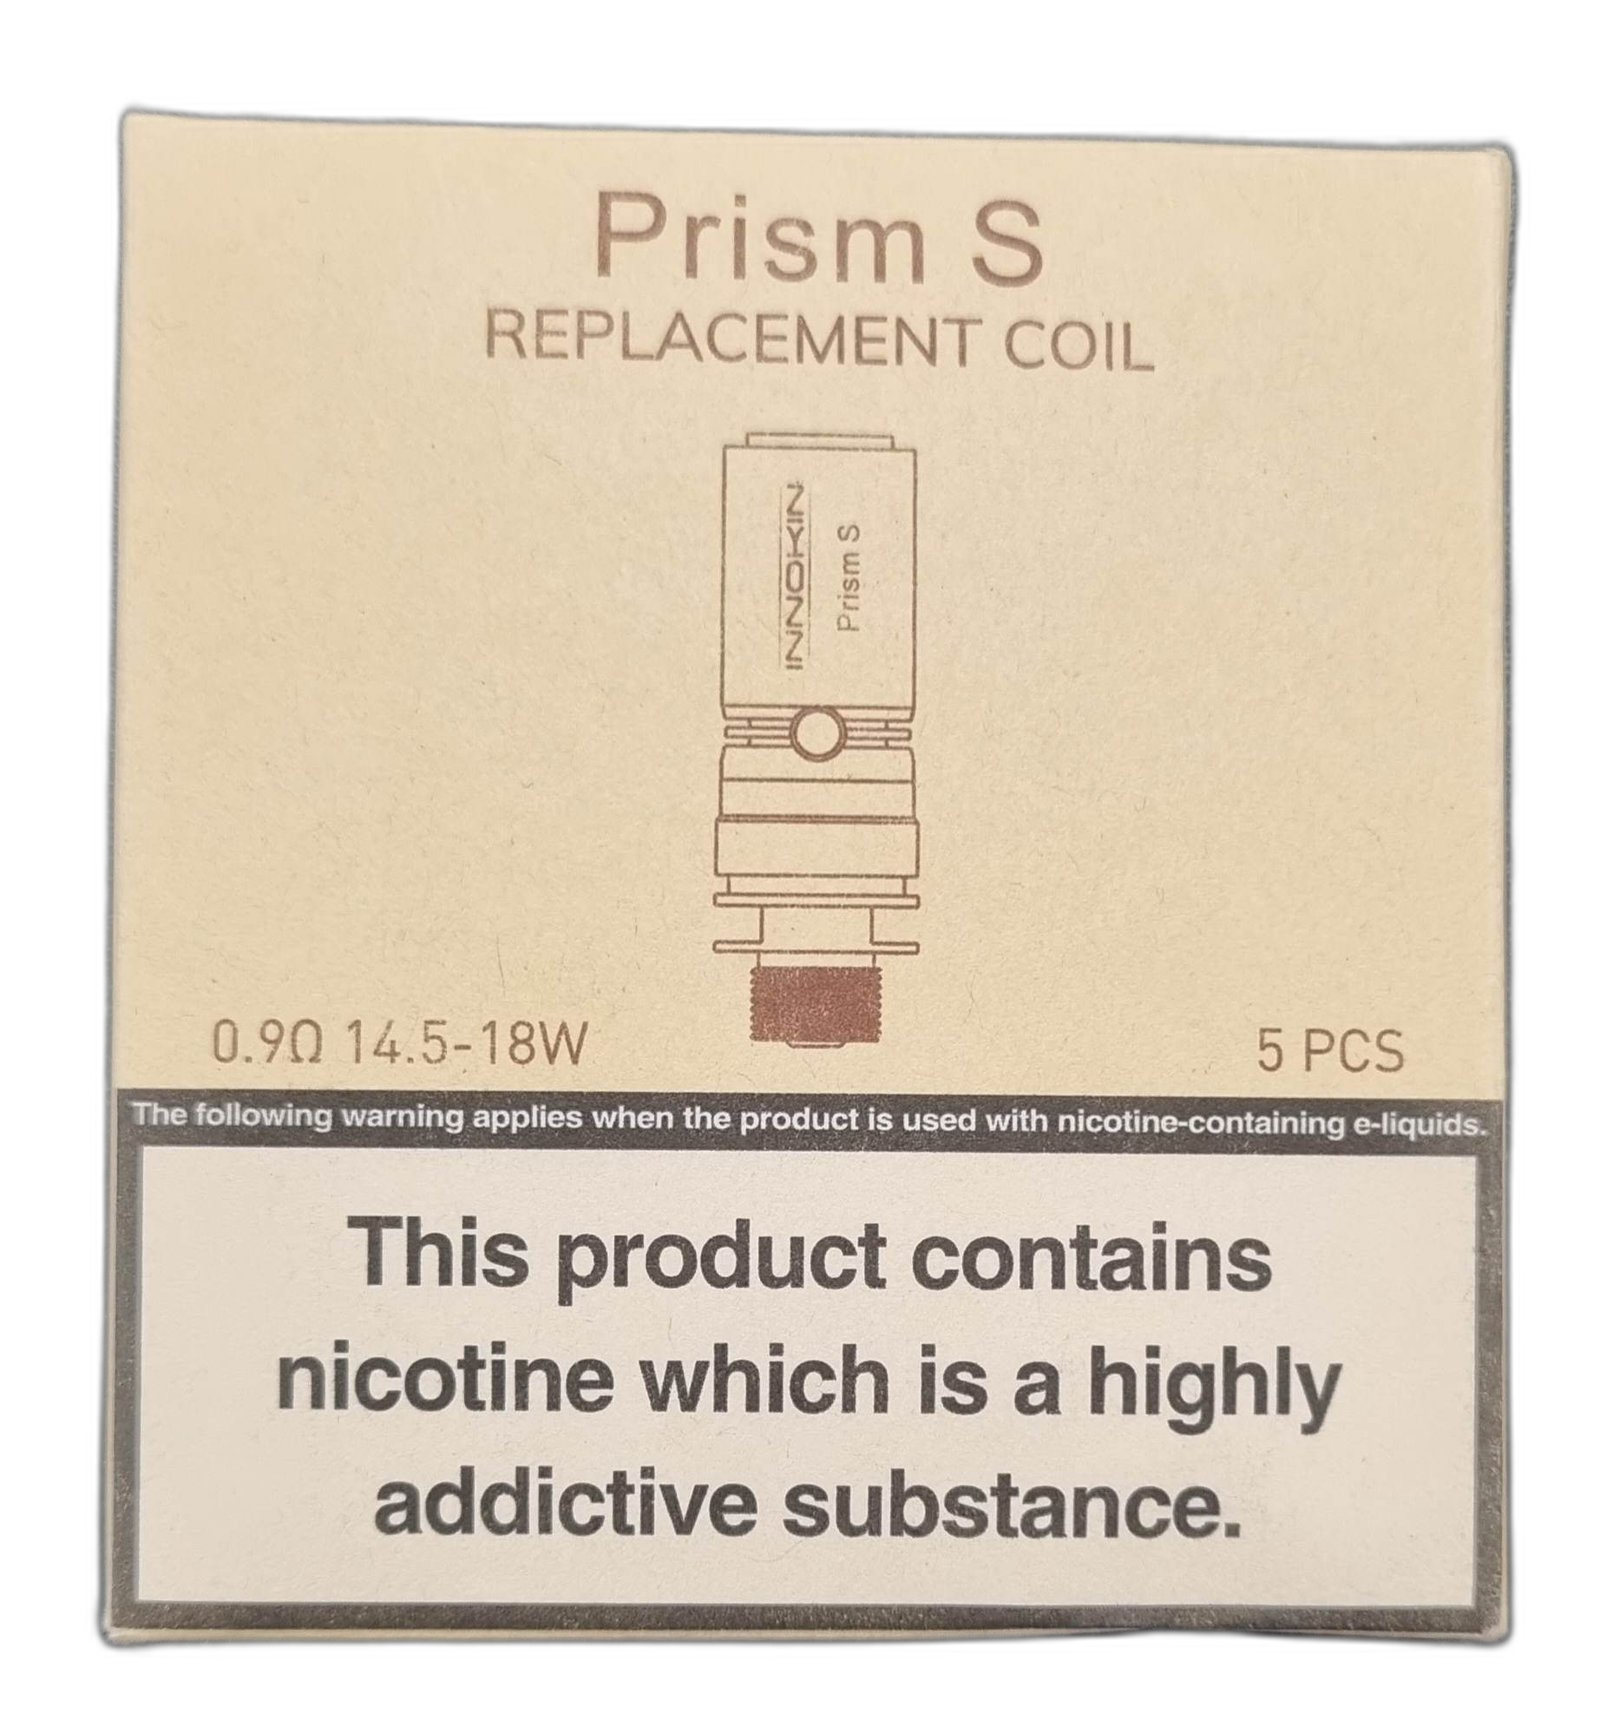 Prism S
REPLACEMENT COIL
INNOKIN
Prism S
0.9Ω 14.5-18W
5 PCS
The following warning applies when the product is used with nicotine-containing e-liquids.
This product contains
nicotine which is a highly
addictive substance.